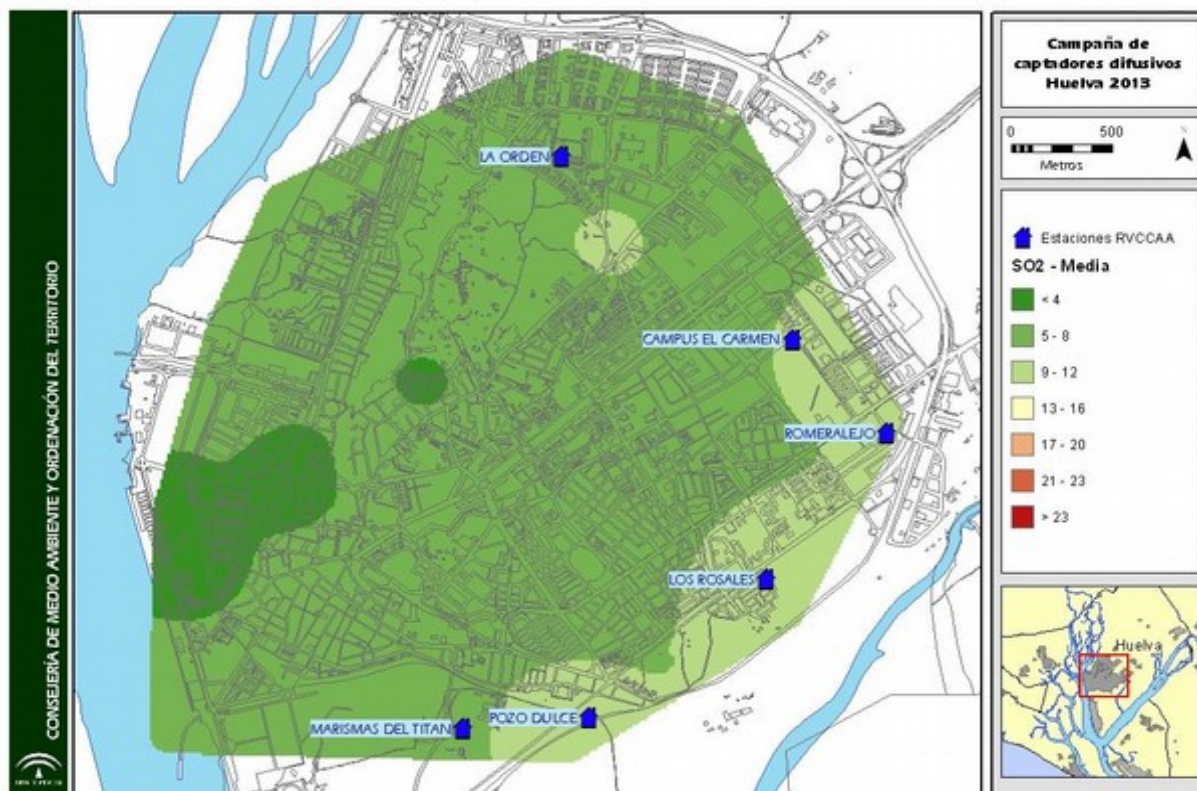 CONSEJERÍA DE MEDIO AMBIENTE Y ORDENACIÓN DEL TERRITORIO
LA ORDEN
CAMPUS EL CARMEN
ROMERALEJO
LOS ROSALES
MARISMAS DEL TITAN
POZO DULCE
Campaña de
captadores difusivos
Huelva 2013
0 500
Metros
Estaciones RVCCAA
SO2 - Media
< 4
5 - 8
9 - 12
13 - 16
17 - 20
21 - 23
> 23
Huelva